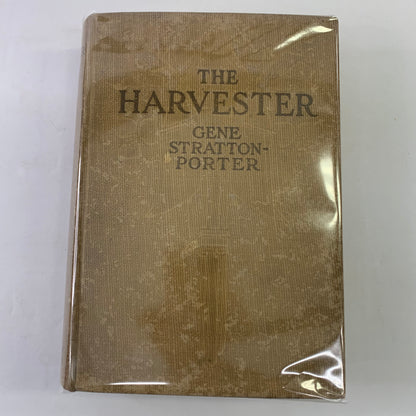 THE
HARVESTER
GENE
STRATTON-
PORTER